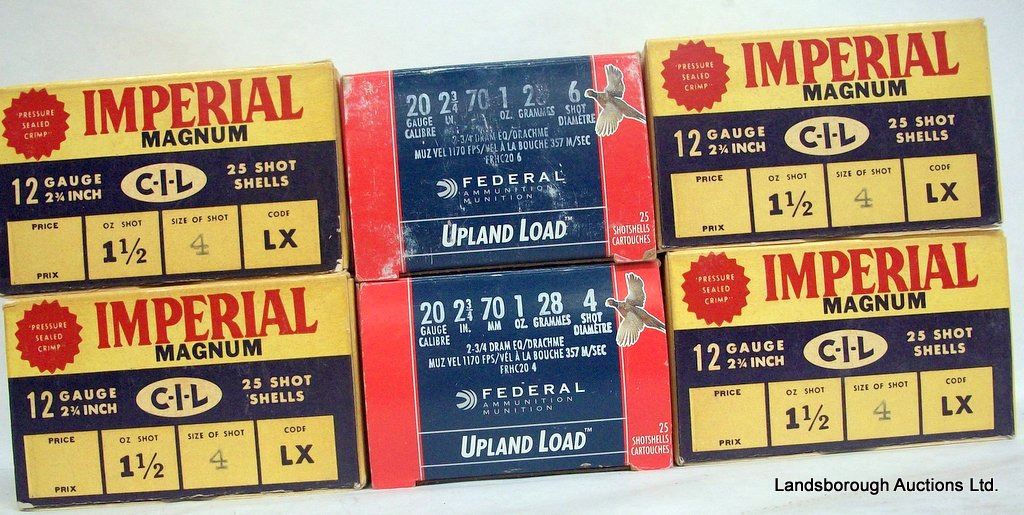 "PRESSURE
SEALED
CRIMP"
IMPERIAL
MAGNUM
12 GAUGE
2¾ INCH
C-I-L
25 SHOT
SHELLS
PRICE
PRIX
OZ SHOT
1½
SIZE OF SHOT
4
CODE
LX
20 2¾ 70 1 28 6
GAUGE IN. OZ. GRAMMES SHOT
CALIBRE DIAMÈTRE
2-3/4 DRAM EQ/DRACHME
MUZ VEL 1170 FPS/VEL À LA BOUCHE 357 M/SEC
FRHC20 6
FEDERAL
AMMUNITION
MUNITION
UPLAND LOAD™
25
SHOTSHELLS
CARTOUCHES
"PRESSURE
SEALED
CRIMP"
IMPERIAL
MAGNUM
12 GAUGE
2¾ INCH
C-I-L
25 SHOT
SHELLS
PRICE
PRIX
OZ SHOT
1½
SIZE OF SHOT
4
CODE
LX
"PRESSURE
SEALED
CRIMP"
IMPERIAL
MAGNUM
12 GAUGE
2¾ INCH
C-I-L
25 SHOT
SHELLS
PRICE
PRIX
OZ SHOT
1½
SIZE OF SHOT
4
CODE
LX
20 2¾ 70 1 28 4
GAUGE IN. MM OZ. GRAMMES SHOT
CALIBRE DIAMÈTRE
2-3/4 DRAM EQ/DRACHME
MUZ VEL 1170 FPS/VÉL À LA BOUCHE 357 M/SEC
FRHC20 4
FEDERAL
AMMUNITION
MUNITION
UPLAND LOAD™
25
SHOTSHELLS
CARTOUCHES
"PRESSURE
SEALED
CRIMP"
IMPERIAL
MAGNUM
12 GAUGE
2¾ INCH
C-I-L
25 SHOT
SHELLS
PRICE
PRIX
OZ SHOT
1½
SIZE OF SHOT
4
CODE
LX
Landsborough Auctions Ltd.